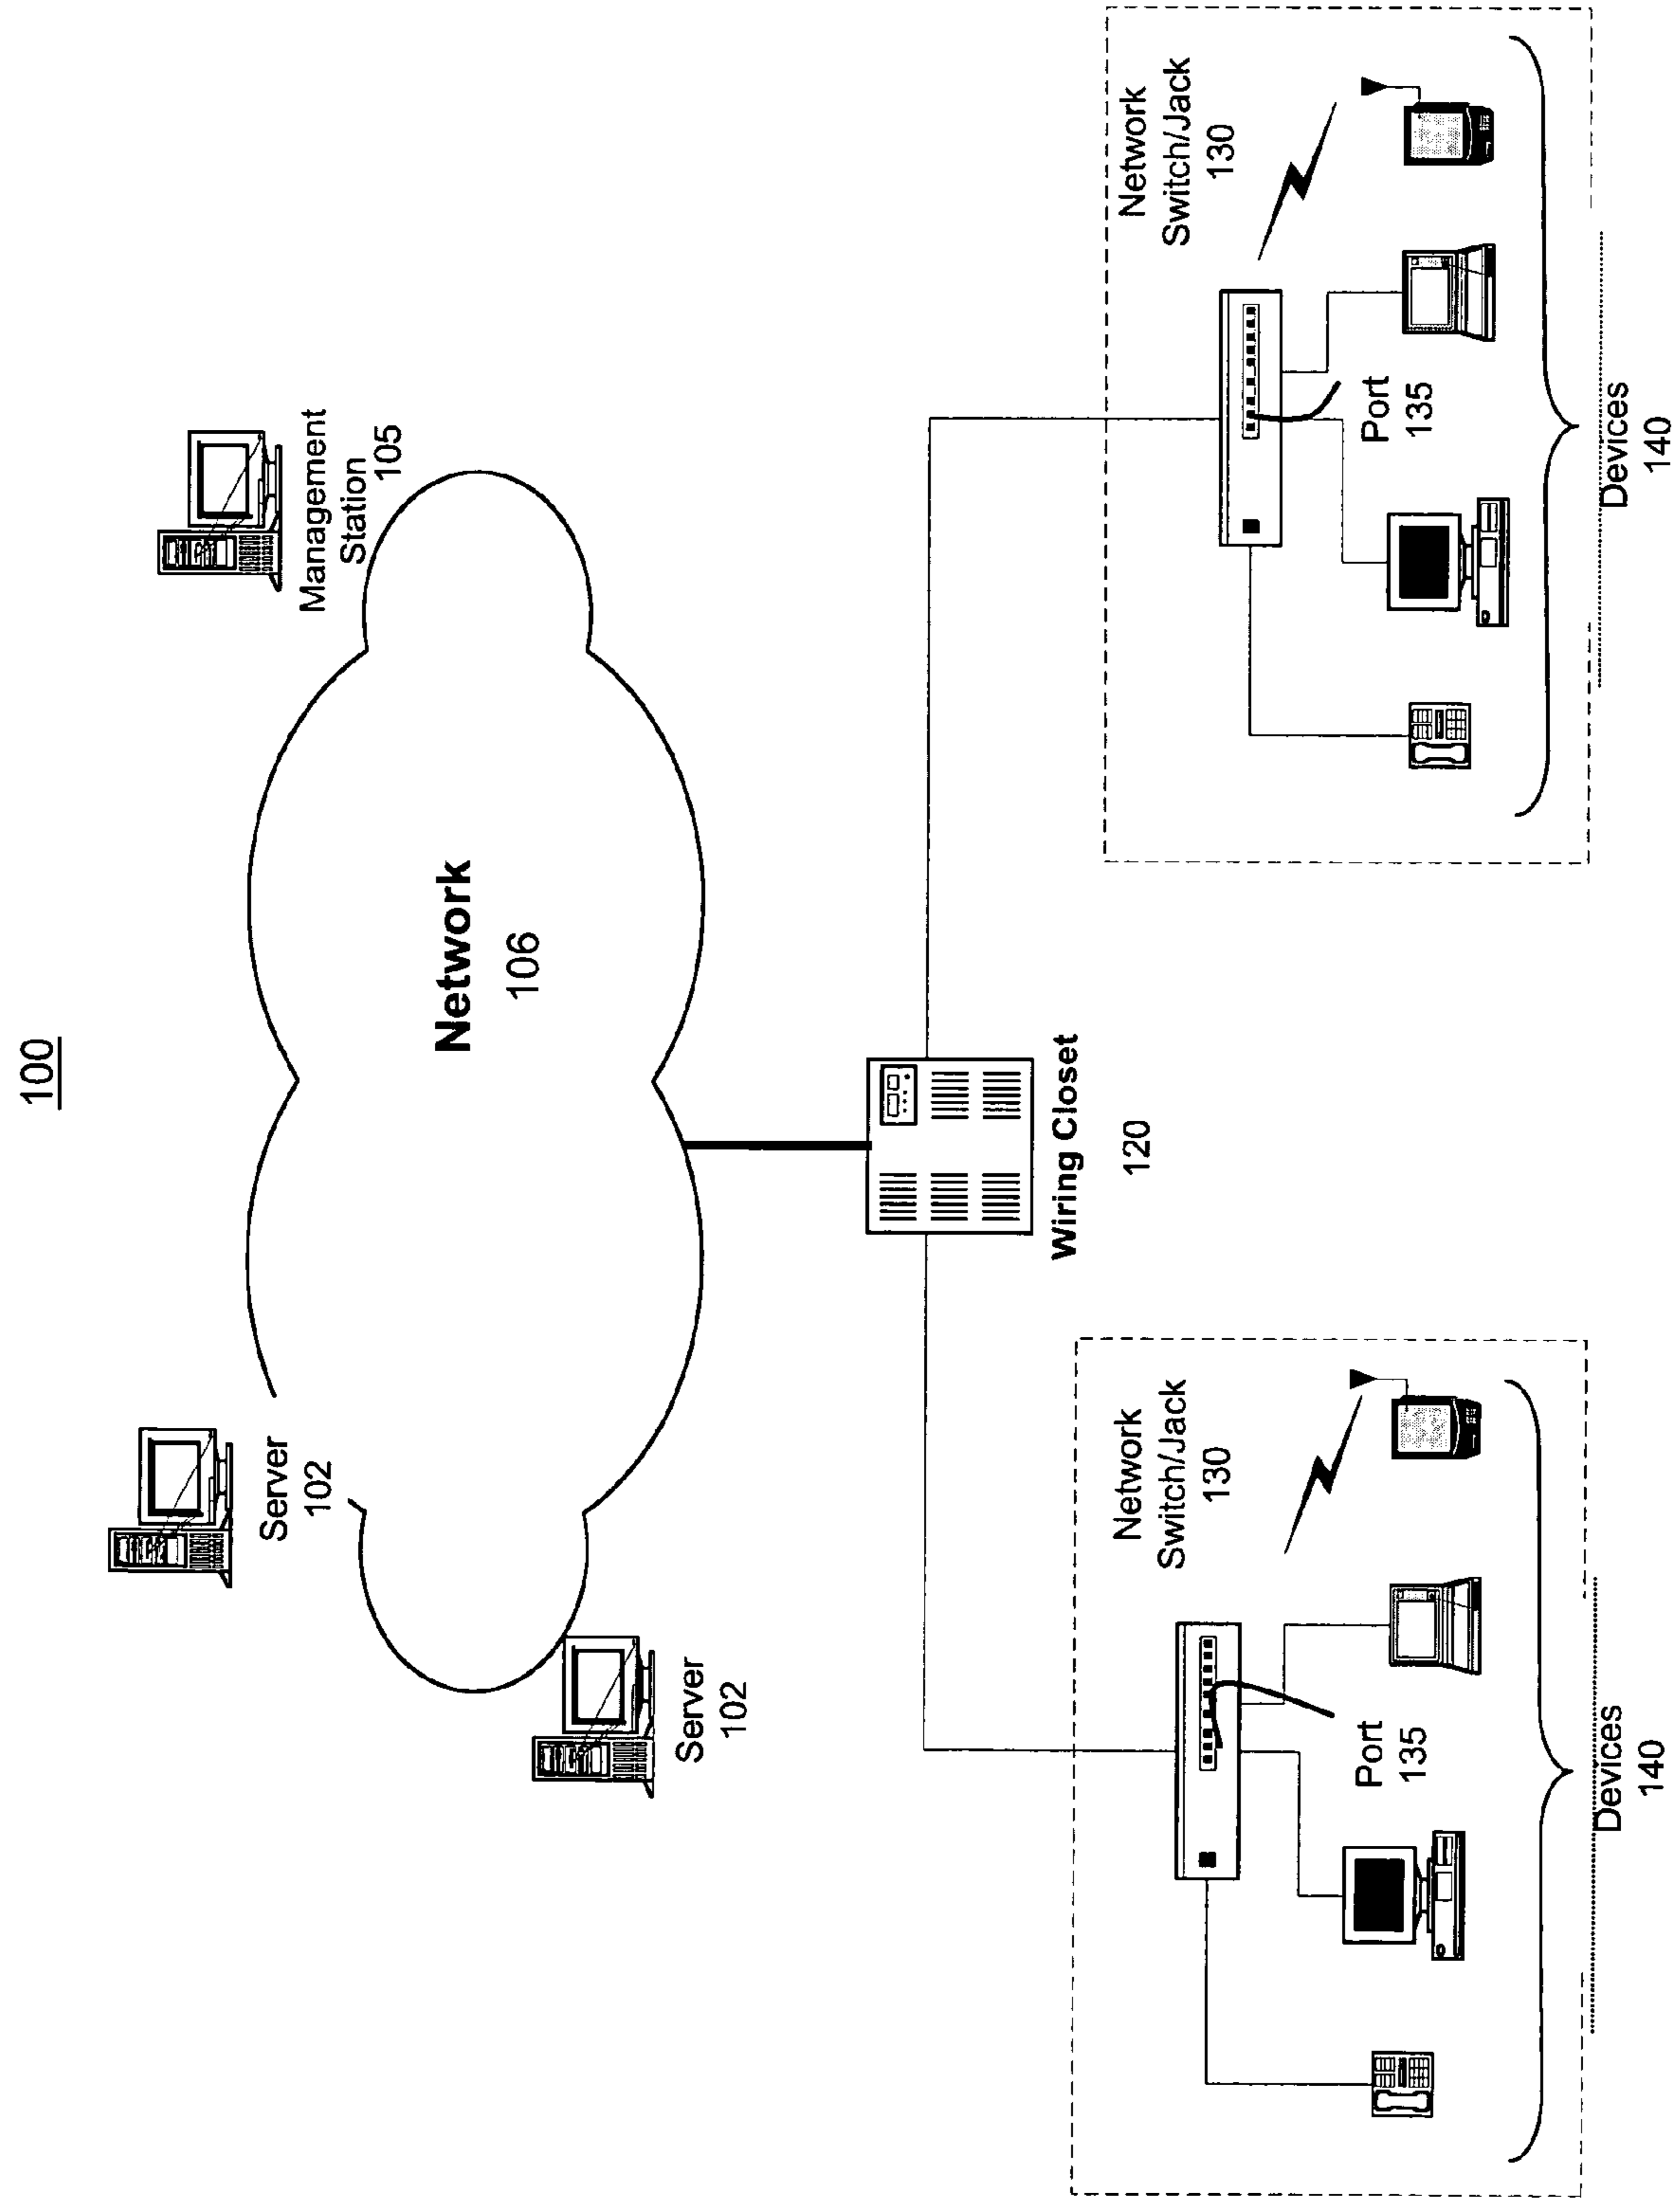 100
Server
102
Management
Station
105
Network
106
Server
102
Wiring Closet
120
Network
Switch/Jack
130
Port
135
Devices
140
Network
Switch/Jack
130
Port
135
Devices
140